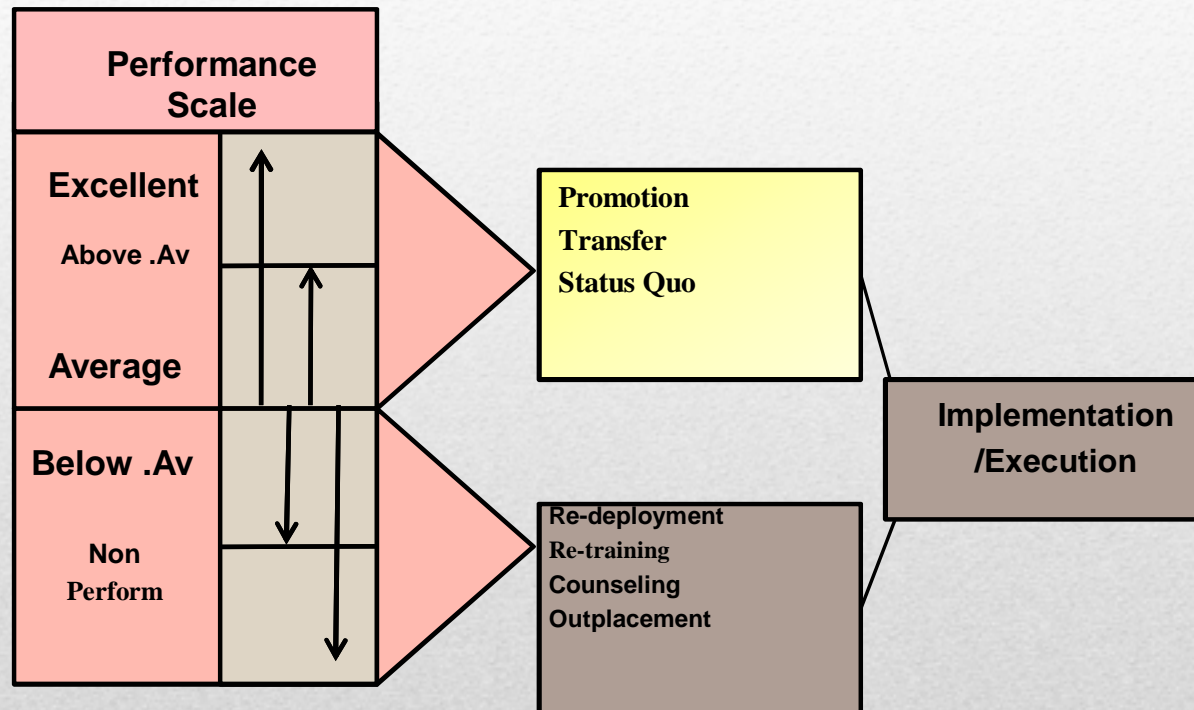 Performance
Scale
Excellent
Above .Av
Average
Below .Av
Non
Perform
Promotion
Transfer
Status Quo
Re-deployment
Re-training
Counseling
Outplacement
Implementation
/Execution